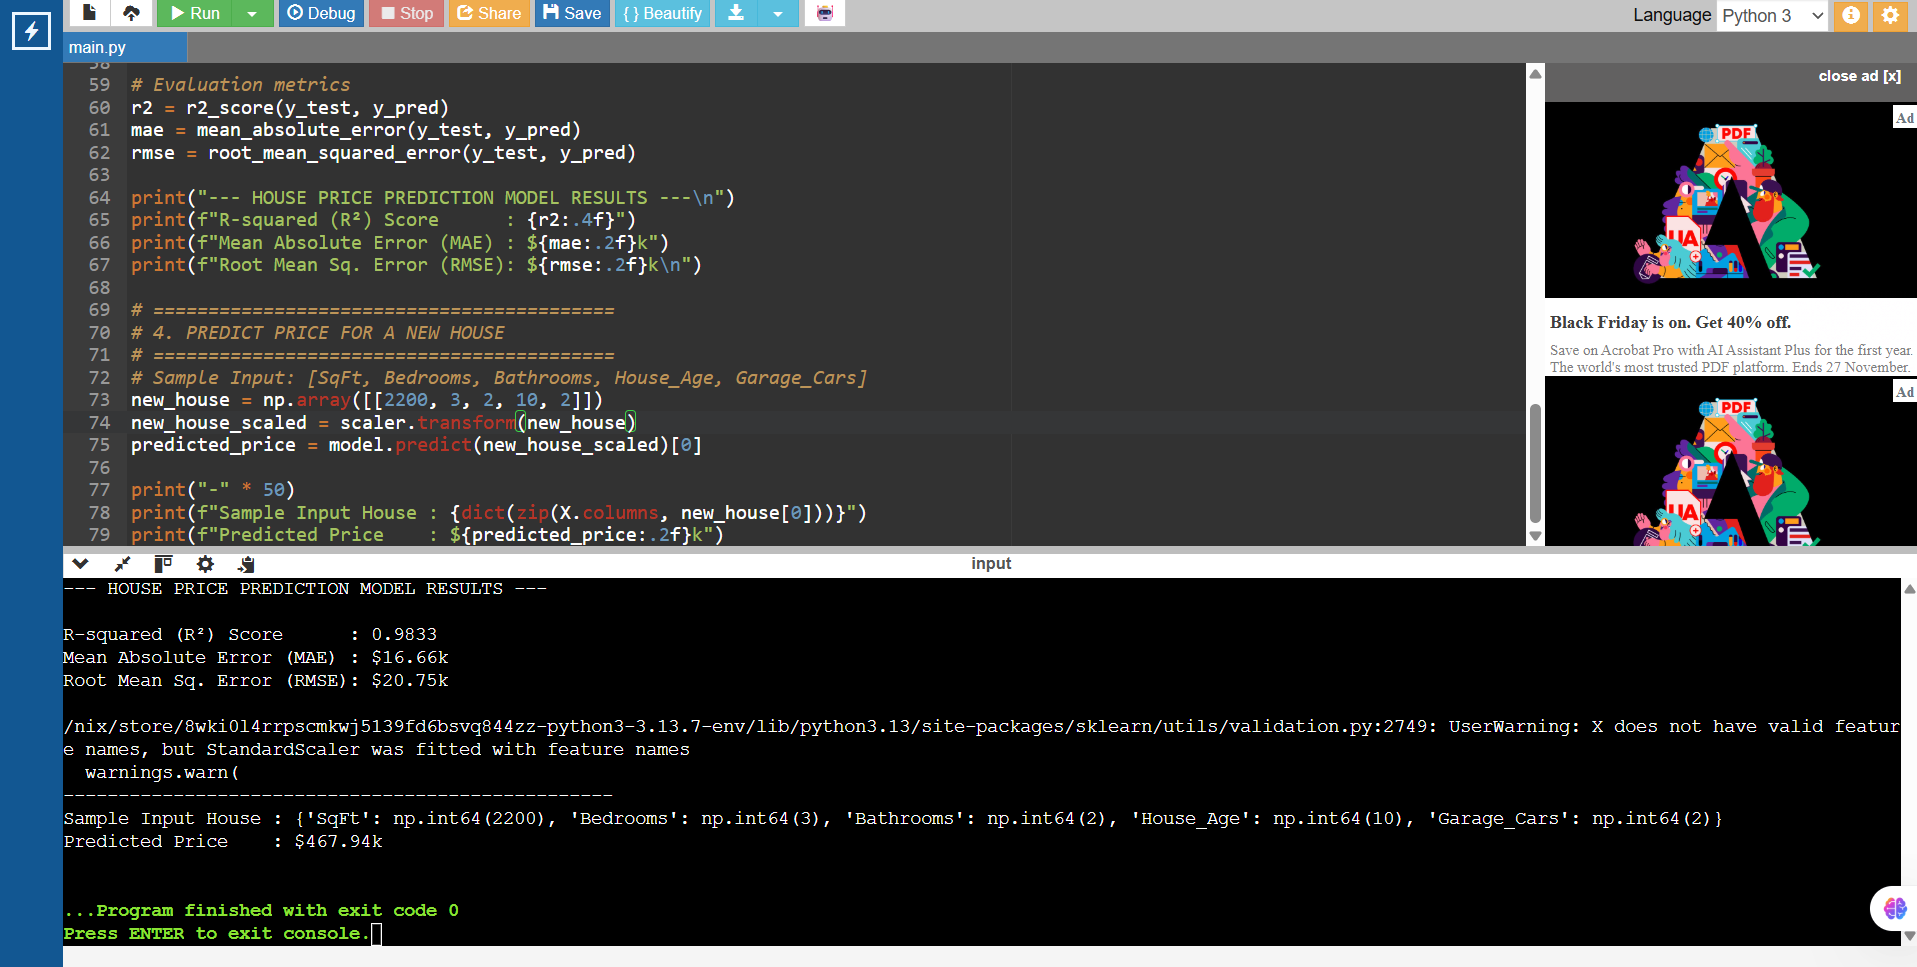 Run
Debug
Stop
Share
Save
{ } Beautify
Language
Python 3
main.py
58
59 # Evaluation metrics
60 r2 = r2_score(y_test, y_pred)
61 mae = mean_absolute_error(y_test, y_pred)
62 rmse = root_mean_squared_error(y_test, y_pred)
63
64 print("--- HOUSE PRICE PREDICTION MODEL RESULTS ---\n")
65 print(f"R-squared (R²) Score      : {r2:.4f}")
66 print(f"Mean Absolute Error (MAE) : ${mae:.2f}k")
67 print(f"Root Mean Sq. Error (RMSE): ${rmse:.2f}k\n")
68
69 # ==========================================
70 # 4. PREDICT PRICE FOR A NEW HOUSE
71 # ==========================================
72 # Sample Input: [SqFt, Bedrooms, Bathrooms, House_Age, Garage_Cars]
73 new_house = np.array([[2200, 3, 2, 10, 2]])
74 new_house_scaled = scaler.transform(new_house)
75 predicted_price = model.predict(new_house_scaled)[0]
76
77 print("-" * 50)
78 print(f"Sample Input House : {dict(zip(X.columns, new_house[0]))}")
79 print(f"Predicted Price    : ${predicted_price:.2f}k")
close ad [x]
Ad
PDF
UA
Black Friday is on. Get 40% off.
Save on Acrobat Pro with AI Assistant Plus for the first year.
The world's most trusted PDF platform. Ends 27 November.
Ad
PDF
UA
input
--- HOUSE PRICE PREDICTION MODEL RESULTS ---
R-squared (R²) Score      : 0.9833
Mean Absolute Error (MAE) : $16.66k
Root Mean Sq. Error (RMSE): $20.75k
/nix/store/8wki0l4rrpscmkwj5139fd6bsvq844zz-python3-3.13.7-env/lib/python3.13/site-packages/sklearn/utils/validation.py:2749: UserWarning: X does not have valid featur
e names, but StandardScaler was fitted with feature names
  warnings.warn(
--------------------------------------------------
Sample Input House : {'SqFt': np.int64(2200), 'Bedrooms': np.int64(3), 'Bathrooms': np.int64(2), 'House_Age': np.int64(10), 'Garage_Cars': np.int64(2)}
Predicted Price    : $467.94k
...Program finished with exit code 0
Press ENTER to exit console.